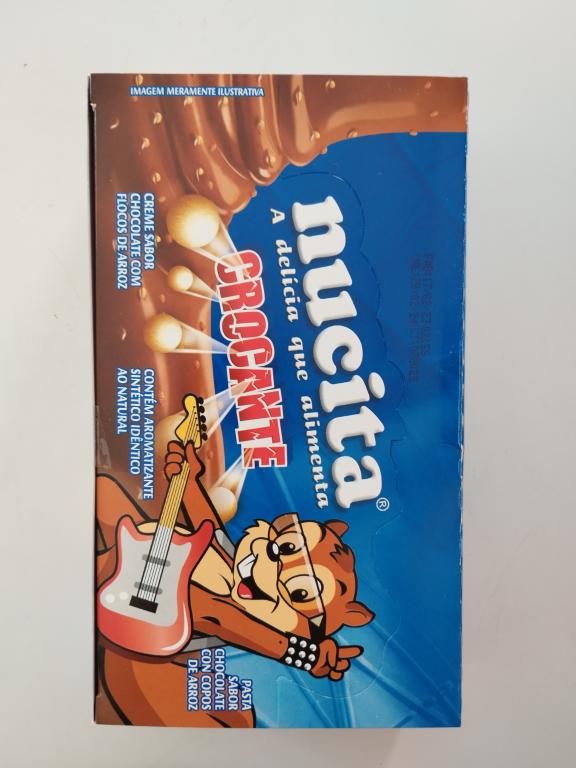 nucita®
A delicia que alimenta
CROCANTE
CREME SABOR
CHOCOLATE COM
FLOCOS DE ARROZ
CONTÉM AROMATIZANTE
SINTÉTICO IDÊNTICO
AO NATURAL
PASTA
SABOR
CHOCOLATE
CON COPOS
DE ARROZ
IMAGEM MERAMENTE ILUSTRATIVA